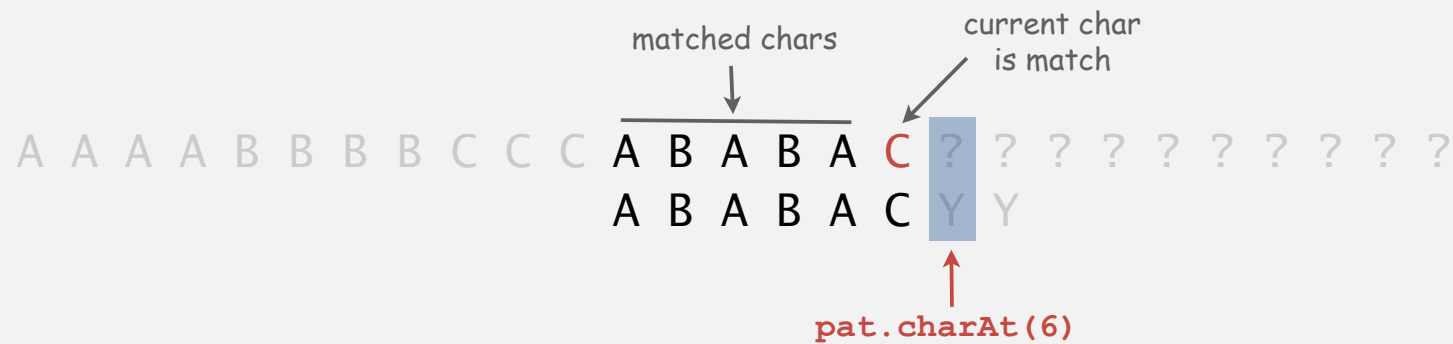 matched chars
current char
is match
A A A A B B B B C C C A B A B A C ? ? ? ? ? ? ? ? ? ?
A B A B A C Y Y
pat.charAt(6)